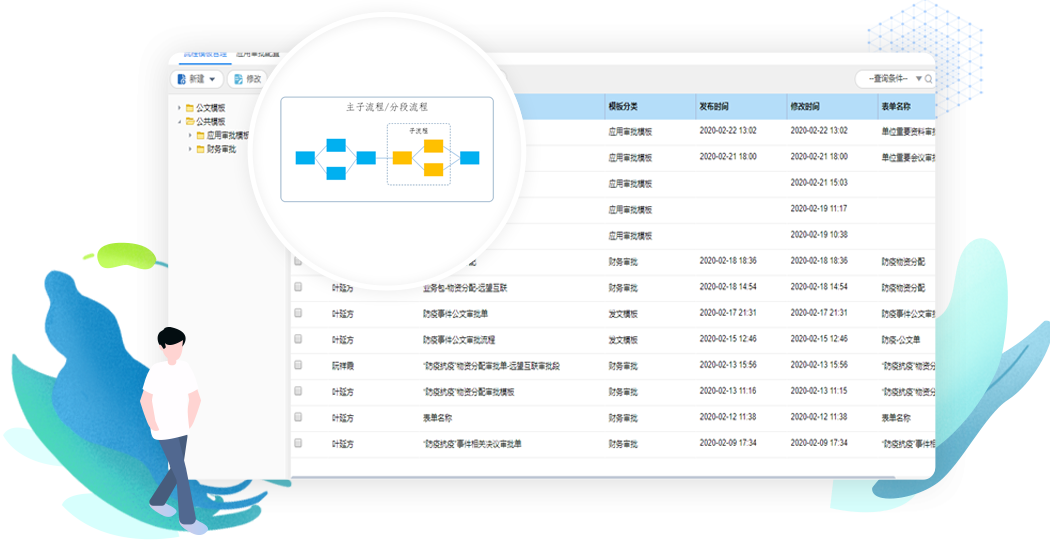 流程模板管理 应用审批配置
新建 修改 --查询条件--
公文模板
公共模板
应用审批模板
财务审批
主子流程/分段流程
子流程
模板分类 发布时间 修改时间 表单名称
应用审批模板 2020-02-22 13:02 2020-02-22 13:02 单位重要资料审批
应用审批模板 2020-02-21 18:00 2020-02-21 18:00 单位重要会议审批
应用审批模板 2020-02-21 15:03
应用审批模板 2020-02-19 11:17
应用审批模板 2020-02-19 10:38
财务审批 2020-02-18 18:36 2020-02-18 18:36 防疫物资分配
叶延方 业务包-物资分配-远望互联 财务审批 2020-02-18 14:54 2020-02-18 14:54 防疫物资分配
叶延方 防疫事件公文审批单 发文模板 2020-02-17 21:31 2020-02-17 21:31 防疫事件公文审批
叶延方 防疫事件公文审批流程 发文模板 2020-02-15 12:46 2020-02-15 12:46 防疫-公文单
阮祥霞 “防疫抗疫”物资分配审批单-远望互联审批段 财务审批 2020-02-13 15:56 2020-02-13 15:56 “防疫抗疫”物资分
叶延方 “防疫抗疫”物资分配审批模板 财务审批 2020-02-13 11:16 2020-02-13 11:15 “防疫抗疫”物资分
叶延方 表单名称 财务审批 2020-02-12 11:38 2020-02-12 11:38 表单名称
叶延方 “防疫抗疫”事件相关决议审批单 财务审批 2020-02-09 17:34 2020-02-09 17:34 “防疫抗疫”事件相